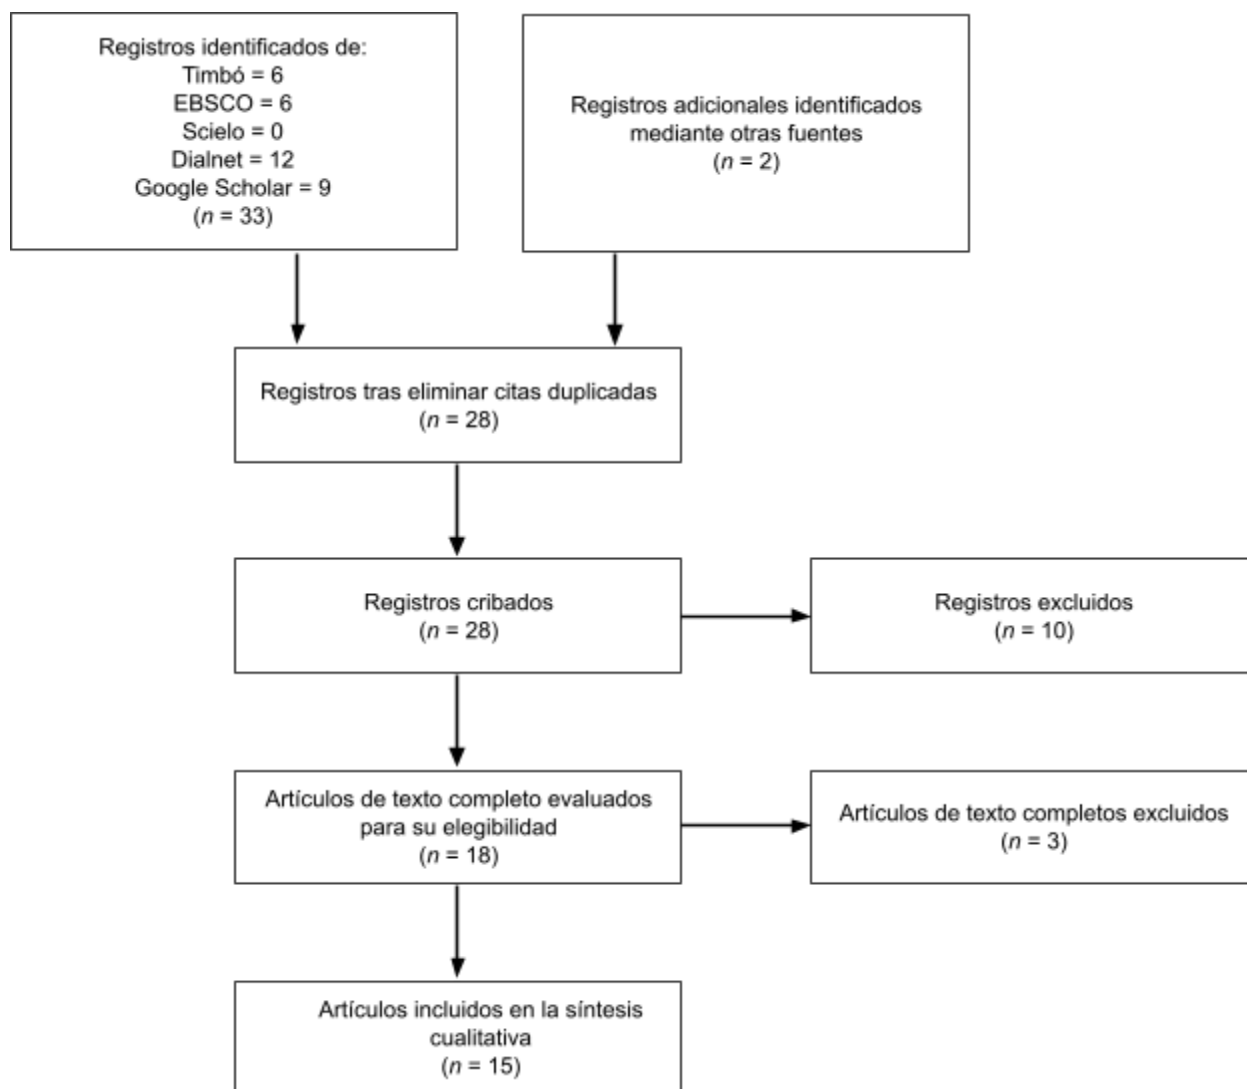 Registros identificados de:
Timbó = 6
EBSCO = 6
Scielo = 0
Dialnet = 12
Google Scholar = 9
(n = 33)
Registros adicionales identificados
mediante otras fuentes
(n = 2)
Registros tras eliminar citas duplicadas
(n = 28)
Registros cribados
(n = 28)
Registros excluidos
(n = 10)
Artículos de texto completo evaluados
para su elegibilidad
(n = 18)
Artículos de texto completos excluidos
(n = 3)
Artículos incluidos en la síntesis
cualitativa
(n = 15)